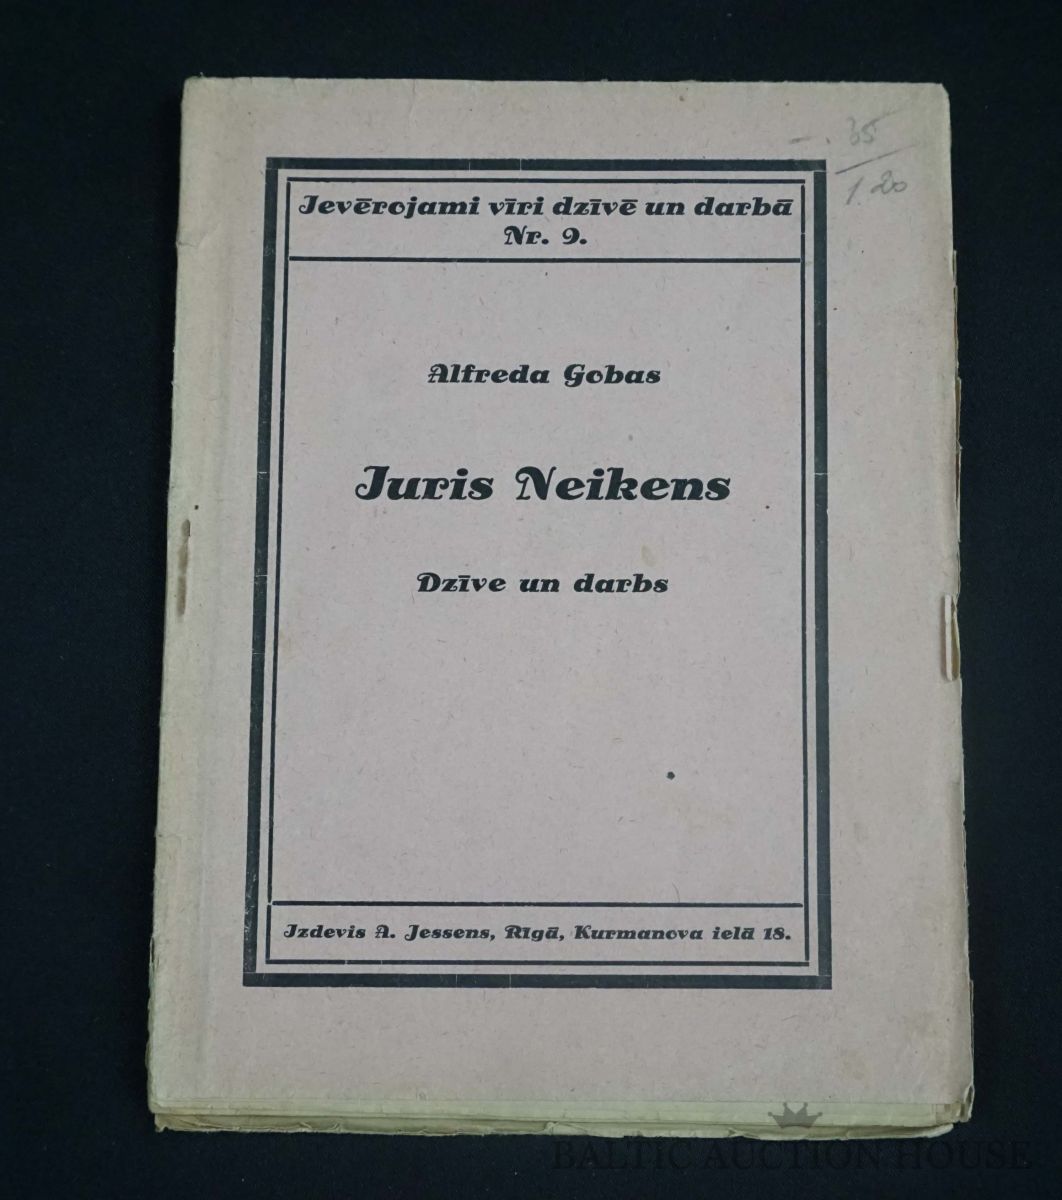 35
1.20
Jevērojami vīri dzīvē un darbā
Nr. 9.
Alfreda Gobas
Juris Neikens
Dzīve un darbs
Izdevis A. Jessens, Rīgā, Kurmanova ielā 18.
BALTIC AUCTION HOUSE